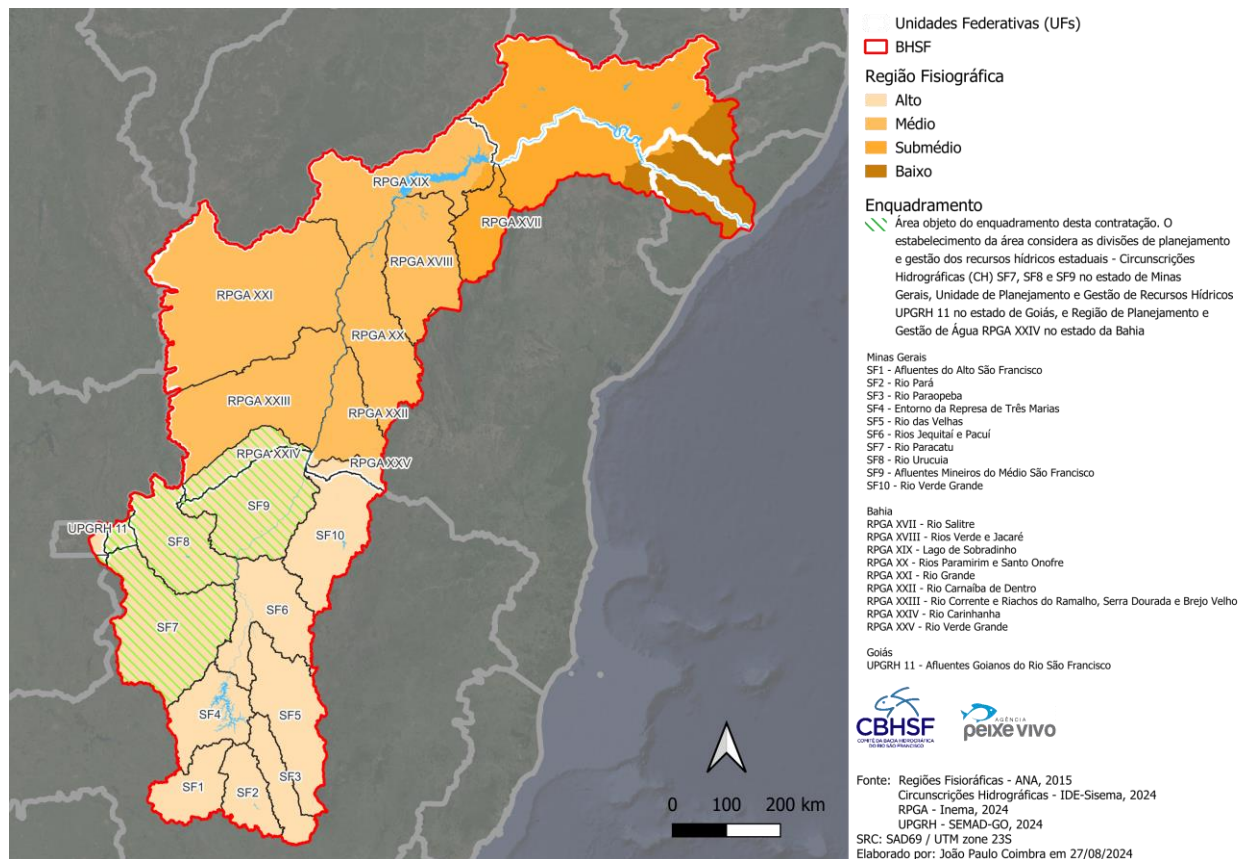 RPGA XIX
RPGA XVII
RPGA XVIII
RPGA XXI
RPGA XX
RPGA XXIII
RPGA XXII
RPGA XXIV
RPGA XXV
SF9
UPGRH 11
SF8
SF10
SF6
SF7
SF4
SF5
SF1
SF2
SF3
0 100 200 km
Unidades Federativas (UFs)
BHSF
Região Fisiográfica
Alto
Médio
Submédio
Baixo
Enquadramento
Área objeto do enquadramento desta contratação. O
estabelecimento da área considera as divisões de planejamento
e gestão dos recursos hídricos estaduais - Circunscrições
Hidrográficas (CH) SF7, SF8 e SF9 no estado de Minas
Gerais, Unidade de Planejamento e Gestão de Recursos Hídricos
UPGRH 11 no estado de Goiás, e Região de Planejamento e
Gestão de Água RPGA XXIV no estado da Bahia
Minas Gerais
SF1 - Afluentes do Alto São Francisco
SF2 - Rio Pará
SF3 - Rio Paraopeba
SF4 - Entorno da Represa de Três Marias
SF5 - Rio das Velhas
SF6 - Rios Jequitaí e Pacuí
SF7 - Rio Paracatu
SF8 - Rio Urucuia
SF9 - Afluentes Mineiros do Médio São Francisco
SF10 - Rio Verde Grande
Bahia
RPGA XVII - Rio Salitre
RPGA XVIII - Rios Verde e Jacaré
RPGA XIX - Lago de Sobradinho
RPGA XX - Rios Paramirim e Santo Onofre
RPGA XXI - Rio Grande
RPGA XXII - Rio Carnaíba de Dentro
RPGA XXIII - Rio Corrente e Riachos do Ramalho, Serra Dourada e Brejo Velho
RPGA XXIV - Rio Carinhanha
RPGA XXV - Rio Verde Grande
Goiás
UPGRH 11 - Afluentes Goianos do Rio São Francisco
CBHSF
COMITÊ DA BACIA HIDROGRÁFICA
DO RIO SÃO FRANCISCO
AGÊNCIA
peixe vivo
Fonte: Regiões Fisioráficas - ANA, 2015
Circunscrições Hidrográficas - IDE-Sisema, 2024
RPGA - Inema, 2024
UPGRH - SEMAD-GO, 2024
SRC: SAD69 / UTM zone 23S
Elaborado por: João Paulo Coimbra em 27/08/2024